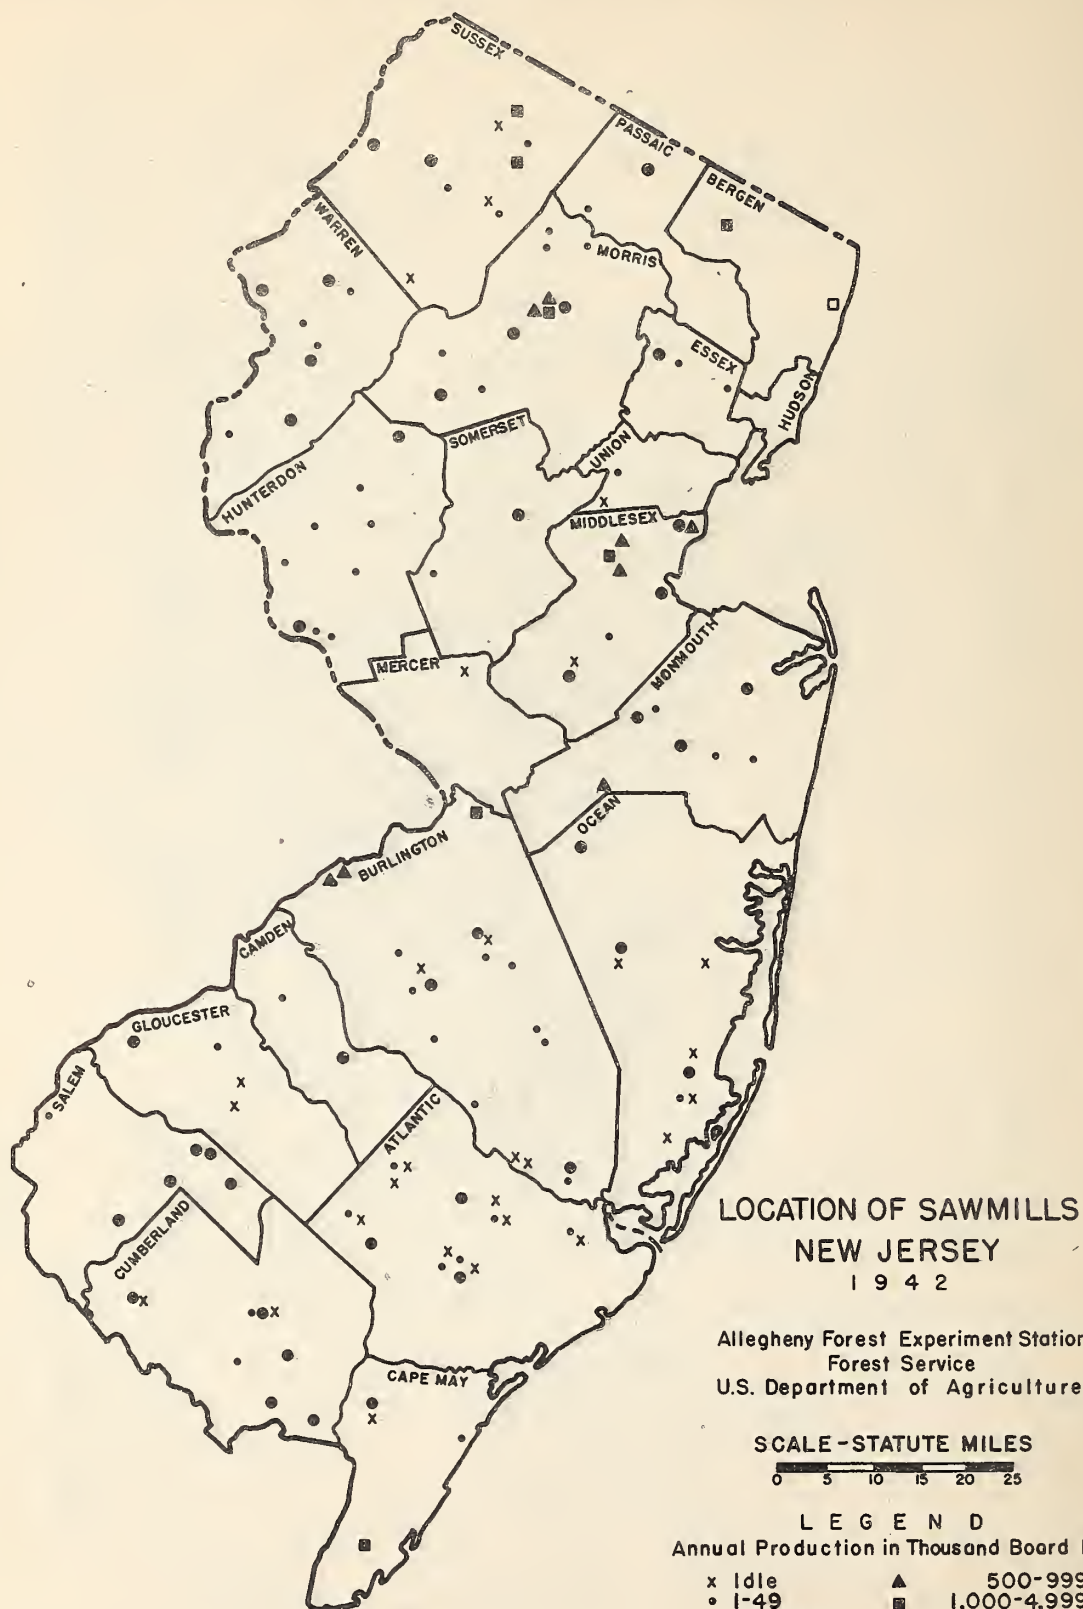 SUSSEX
PASSAIC
BERGEN
WARREN
MORRIS
ESSEX
HUDSON
SOMERSET
UNION
HUNTERDON
MIDDLESEX
MERCER
MONMOUTH
OCEAN
BURLINGTON
CAMDEN
GLOUCESTER
SALEM
ATLANTIC
CUMBERLAND
CAPE MAY
LOCATION OF SAWMILLS
NEW JERSEY
1942
Allegheny Forest Experiment Station
Forest Service
U.S. Department of Agriculture
SCALE-STATUTE MILES
0 5 10 15 20 25
LEGEND
Annual Production in Thousand Board
x Idle ▲ 500-999
• 1-49 ■ 1,000-4,999